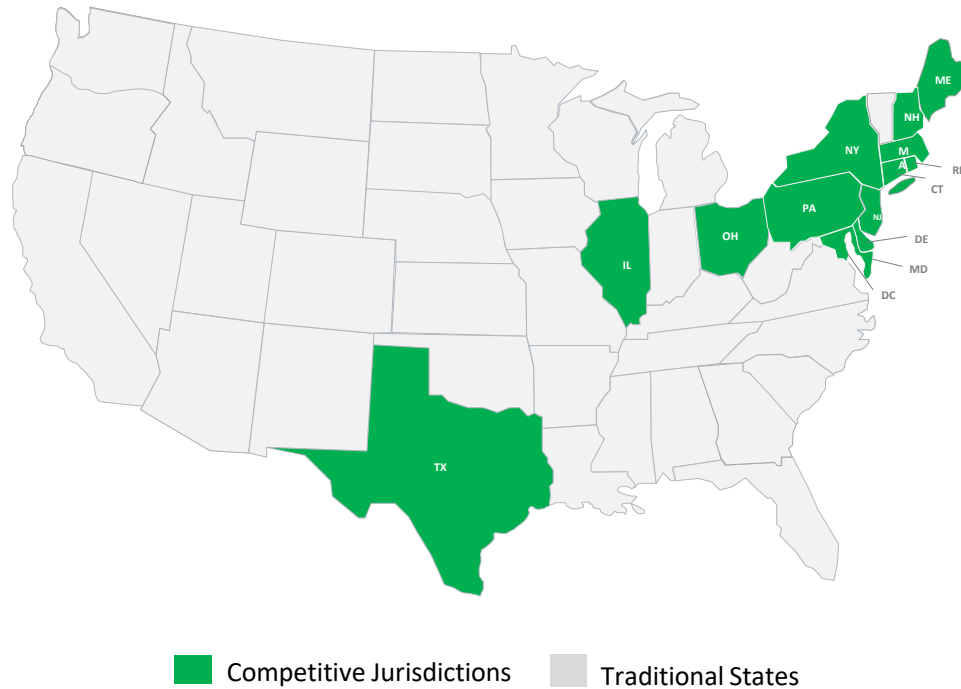 ME
NH
NY
M
A
RI
CT
PA
NJ
OH
DE
IL
MD
DC
TX
Competitive Jurisdictions
Traditional States